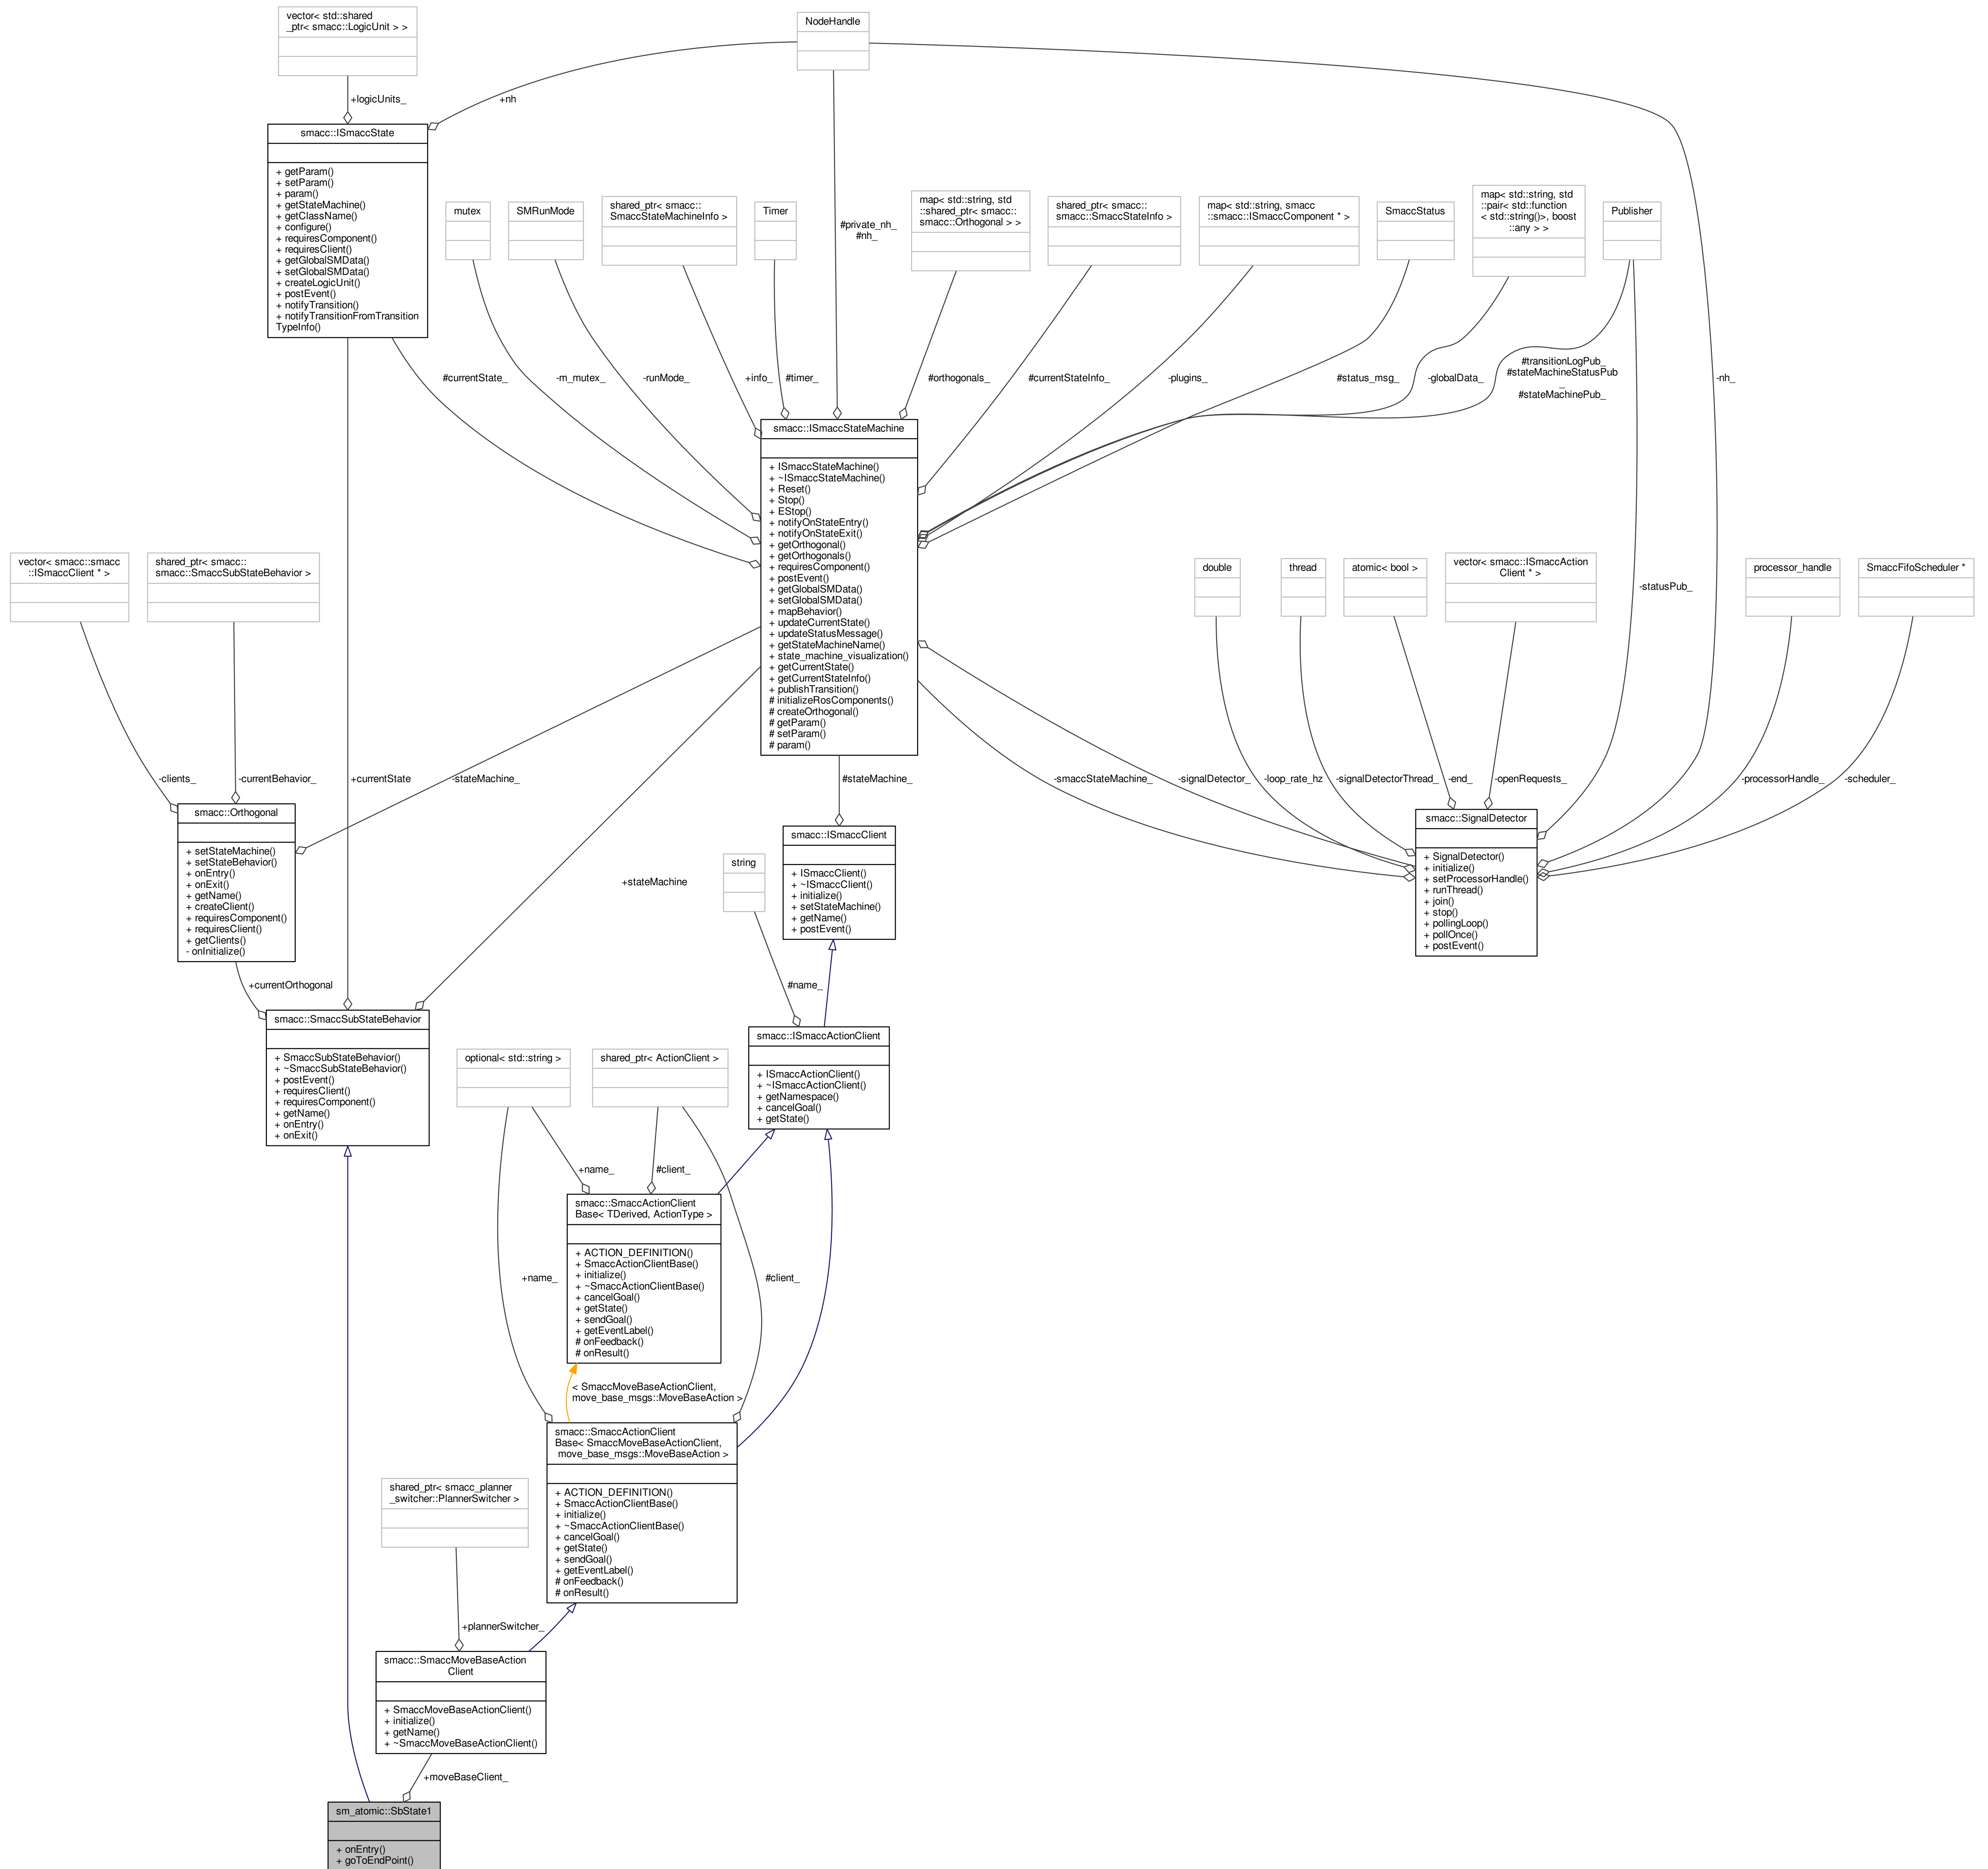 vector< std::shared
_ptr< smacc::LogicUnit > >
NodeHandle
+logicUnits_
+nh
smacc::ISmaccState
+ getParam()
+ setParam()
+ param()
+ getStateMachine()
+ getClassName()
+ configure()
+ requiresComponent()
+ requiresClient()
+ getGlobalSMData()
+ setGlobalSMData()
+ createLogicUnit()
+ postEvent()
+ notifyTransition()
+ notifyTransitionFromTransition
TypeInfo()
mutex
SMRunMode
shared_ptr< smacc::
SmaccStateMachineInfo >
Timer
#private_nh_
#nh_
map< std::string, std
::shared_ptr< smacc::
smacc::Orthogonal > >
shared_ptr< smacc::
smacc::SmaccStateInfo >
map< std::string, smacc
::smacc::ISmaccComponent * >
SmaccStatus
map< std::string, std
::pair< std::function
< std::string()>, boost
::any > >
Publisher
#currentState_
-m_mutex_
-runMode_
+info_
#timer_
#orthogonals_
#currentStateInfo_
-plugins_
#status_msg_
-globalData_
#transitionLogPub_
#stateMachineStatusPub
_
#stateMachinePub_
-nh_
smacc::ISmaccStateMachine
+ ISmaccStateMachine()
+ ~ISmaccStateMachine()
+ Reset()
+ Stop()
+ EStop()
+ notifyOnStateEntry()
+ notifyOnStateExit()
+ getOrthogonal()
+ getOrthogonals()
+ requiresComponent()
+ postEvent()
+ getGlobalSMData()
+ setGlobalSMData()
+ mapBehavior()
+ updateCurrentState()
+ updateStatusMessage()
+ getStateMachineName()
+ state_machine_visualization()
+ getCurrentState()
+ getCurrentStateInfo()
+ publishTransition()
# initializeRosComponents()
# createOrthogonal()
# getParam()
# setParam()
# param()
vector< smacc::smacc
::ISmaccClient * >
shared_ptr< smacc::
smacc::SmaccSubStateBehavior >
double
thread
atomic< bool >
vector< smacc::ISmaccAction
Client * >
-statusPub_
processor_handle
SmaccFifoScheduler *
-clients_
-currentBehavior_
+currentState
-stateMachine_
#stateMachine_
-smaccStateMachine_
-signalDetector_
-loop_rate_hz
-signalDetectorThread_
-end_
-openRequests_
-processorHandle_
-scheduler_
smacc::Orthogonal
+ setStateMachine()
+ setStateBehavior()
+ onEntry()
+ onExit()
+ getName()
+ createClient()
+ requiresComponent()
+ requiresClient()
+ getClients()
- onInitialize()
+stateMachine
string
smacc::ISmaccClient
+ ISmaccClient()
+ ~ISmaccClient()
+ initialize()
+ setStateMachine()
+ getName()
+ postEvent()
smacc::SignalDetector
+ SignalDetector()
+ initialize()
+ setProcessorHandle()
+ runThread()
+ join()
+ stop()
+ pollingLoop()
+ pollOnce()
+ postEvent()
+currentOrthogonal
#name_
smacc::SmaccSubStateBehavior
+ SmaccSubStateBehavior()
+ ~SmaccSubStateBehavior()
+ postEvent()
+ requiresClient()
+ requiresComponent()
+ getName()
+ onEntry()
+ onExit()
optional< std::string >
shared_ptr< ActionClient >
smacc::ISmaccActionClient
+ ISmaccActionClient()
+ ~ISmaccActionClient()
+ getNamespace()
+ cancelGoal()
+ getState()
+name_
#client_
smacc::SmaccActionClient
Base< TDerived, ActionType >
+ ACTION_DEFINITION()
+ SmaccActionClientBase()
+ initialize()
+ ~SmaccActionClientBase()
+ cancelGoal()
+ getState()
+ sendGoal()
+ getEventLabel()
# onFeedback()
# onResult()
+name_
#client_
< SmaccMoveBaseActionClient,
move_base_msgs::MoveBaseAction >
smacc::SmaccActionClient
Base< SmaccMoveBaseActionClient,
move_base_msgs::MoveBaseAction >
+ ACTION_DEFINITION()
+ SmaccActionClientBase()
+ initialize()
+ ~SmaccActionClientBase()
+ cancelGoal()
+ getState()
+ sendGoal()
+ getEventLabel()
# onFeedback()
# onResult()
shared_ptr< smacc_planner
_switcher::PlannerSwitcher >
+plannerSwitcher_
smacc::SmaccMoveBaseAction
Client
+ SmaccMoveBaseActionClient()
+ initialize()
+ getName()
+ ~SmaccMoveBaseActionClient()
+moveBaseClient_
sm_atomic::SbState1
+ onEntry()
+ goToEndPoint()